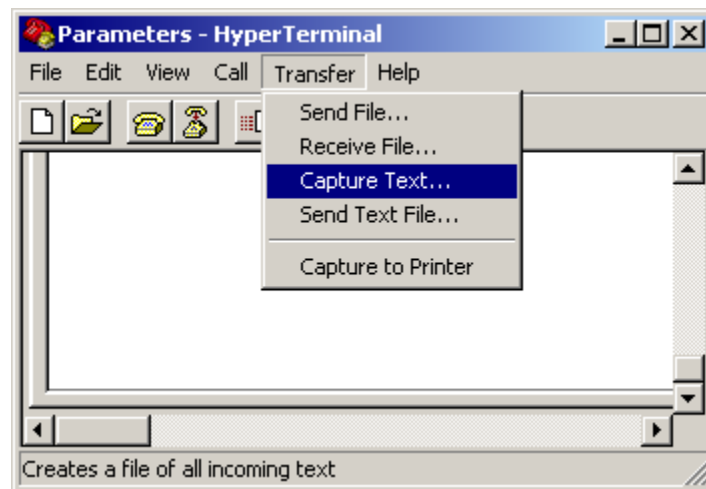 Parameters - HyperTerminal
File Edit View Call Transfer Help
Send File...
Receive File...
Capture Text...
Send Text File...
Capture to Printer
Creates a file of all incoming text